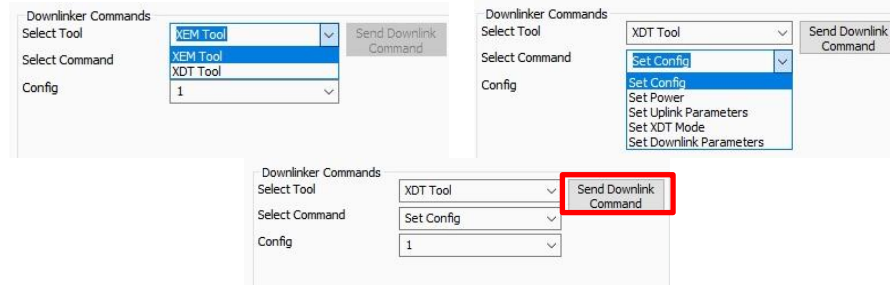 Downlinker Commands
Select Tool XEM Tool Send Downlink
Command
XEM Tool
Select Command
XDT Tool
Config 1
Downlinker Commands
Select Tool XDT Tool Send Downlink
Command
Select Command Set Config
Config Set Config
Set Power
Set Uplink Parameters
Set XDT Mode
Set Downlink Parameters
Downlinker Commands
Select Tool XDT Tool Send Downlink
Command
Select Command Set Config
Config 1